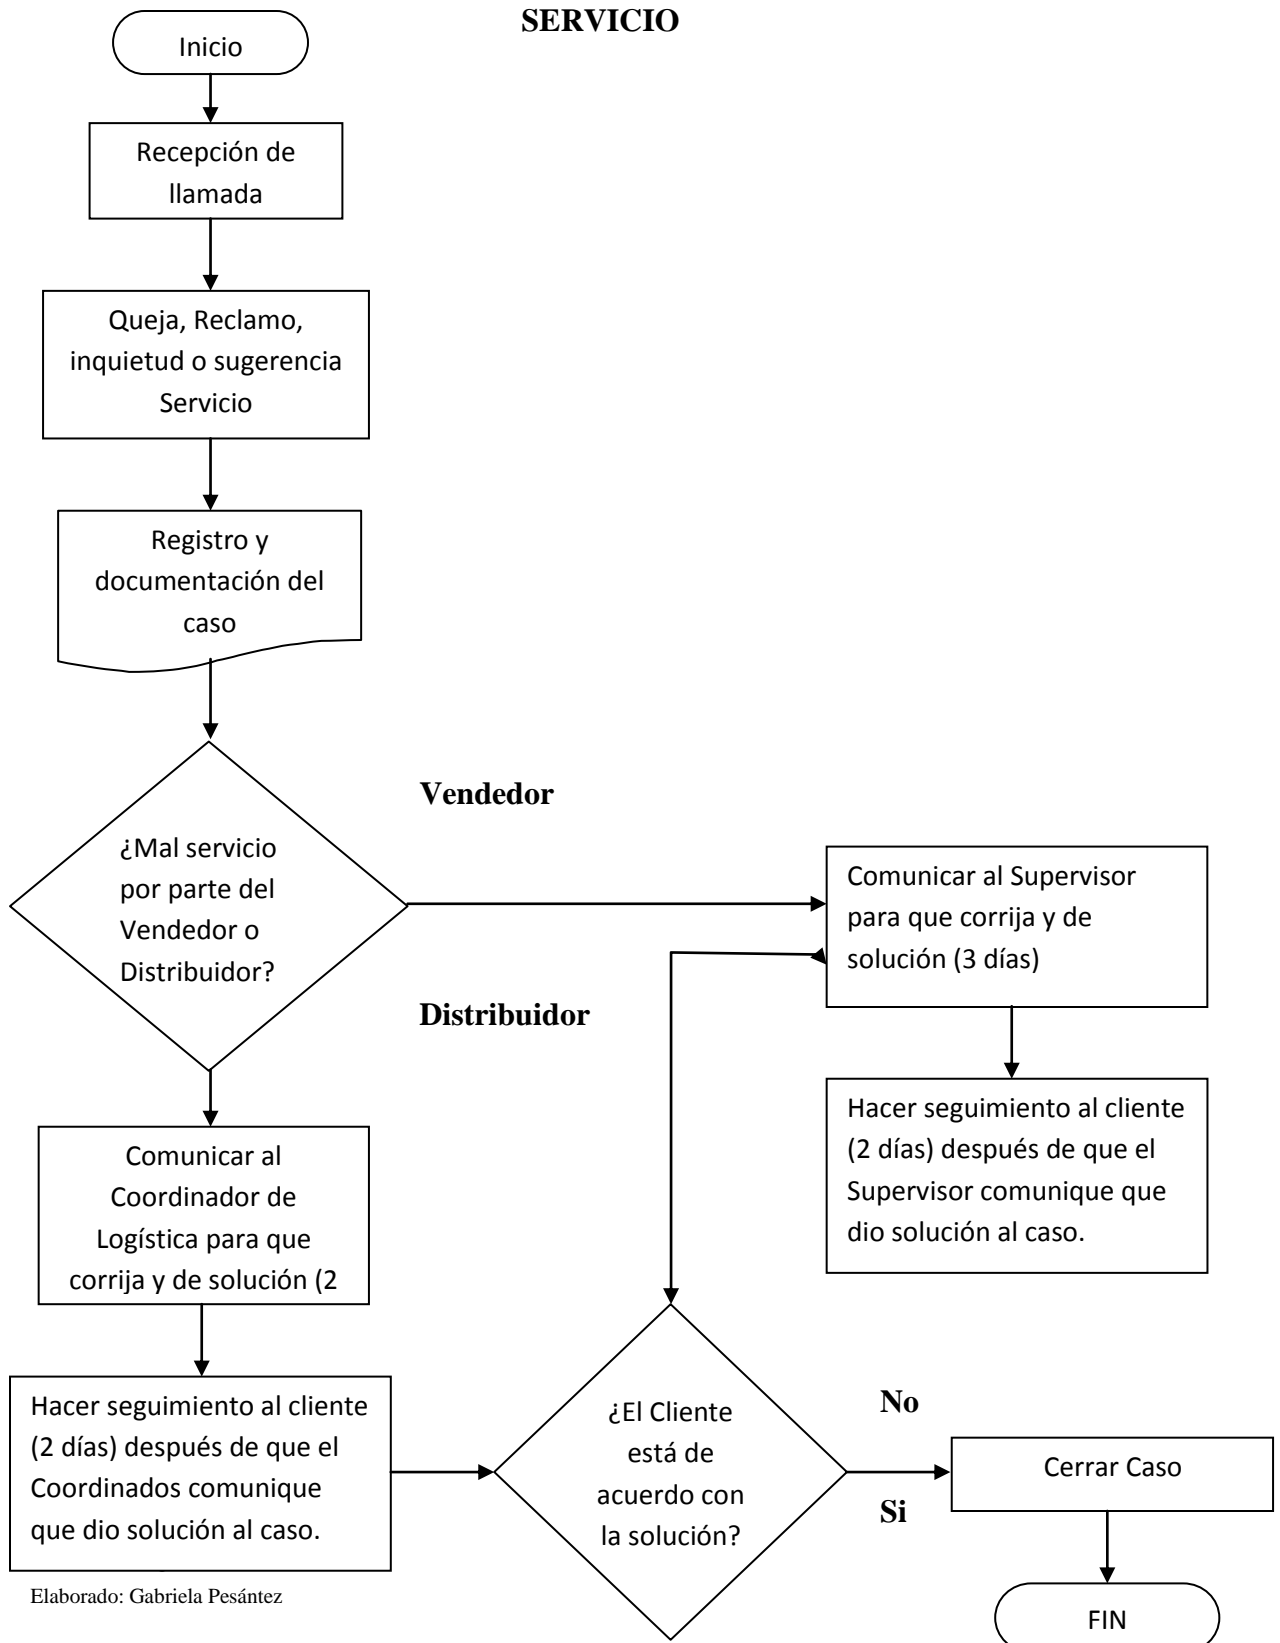 SERVICIO
Inicio
Recepción de
llamada
Queja, Reclamo,
inquietud o sugerencia
Servicio
Registro y
documentación del
caso
¿Mal servicio
por parte del
Vendedor o
Distribuidor?
Vendedor
Distribuidor
Comunicar al Supervisor
para que corrija y de
solución (3 días)
Hacer seguimiento al cliente
(2 días) después de que el
Supervisor comunique que
dio solución al caso.
Comunicar al
Coordinador de
Logística para que
corrija y de solución (2
Hacer seguimiento al cliente
(2 días) después de que el
Coordinados comunique
que dio solución al caso.
¿El Cliente
está de
acuerdo con
la solución?
No
Si
Cerrar Caso
FIN
Elaborado: Gabriela Pesántez